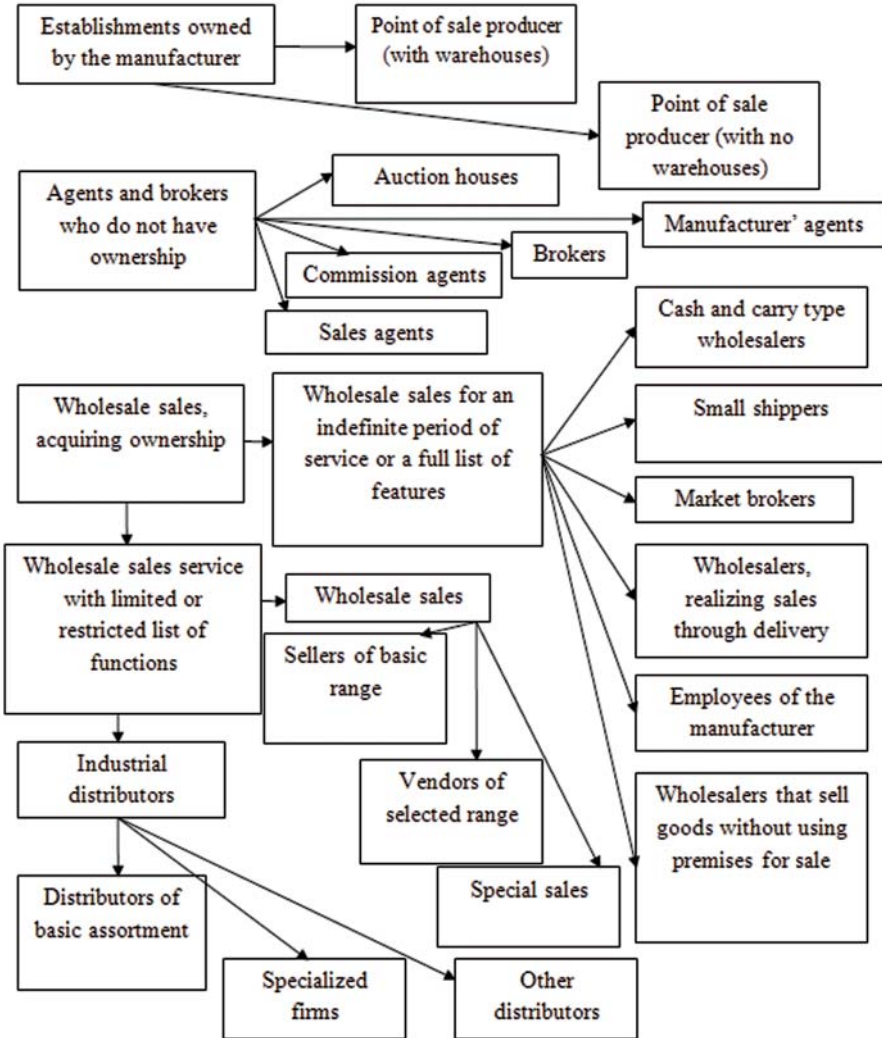 Establishments owned
by the manufacturer
Point of sale producer
(with warehouses)
Point of sale
producer (with no
warehouses)
Agents and brokers
who do not have
ownership
Auction houses
Manufacturer’ agents
Brokers
Commission agents
Sales agents
Wholesale sales,
acquiring ownership
Wholesale sales for an
indefinite period of
service or a full list of
features
Cash and carry type
wholesalers
Small shippers
Market brokers
Wholesalers,
realizing sales
through delivery
Employees of the
manufacturer
Wholesalers that sell
goods without using
premises for sale
Wholesale sales service
with limited or
restricted list of
functions
Wholesale sales
Sellers of basic
range
Vendors of
selected range
Special sales
Industrial
distributors
Distributors of
basic assortment
Specialized
firms
Other
distributors